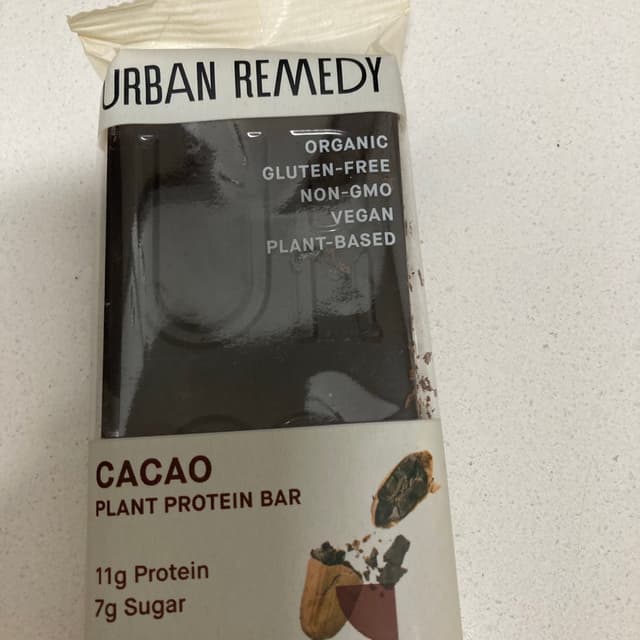 URBAN REMEDY
ORGANIC
GLUTEN-FREE
NON-GMO
VEGAN
PLANT-BASED
CACAO
PLANT PROTEIN BAR
11g Protein
7g Sugar